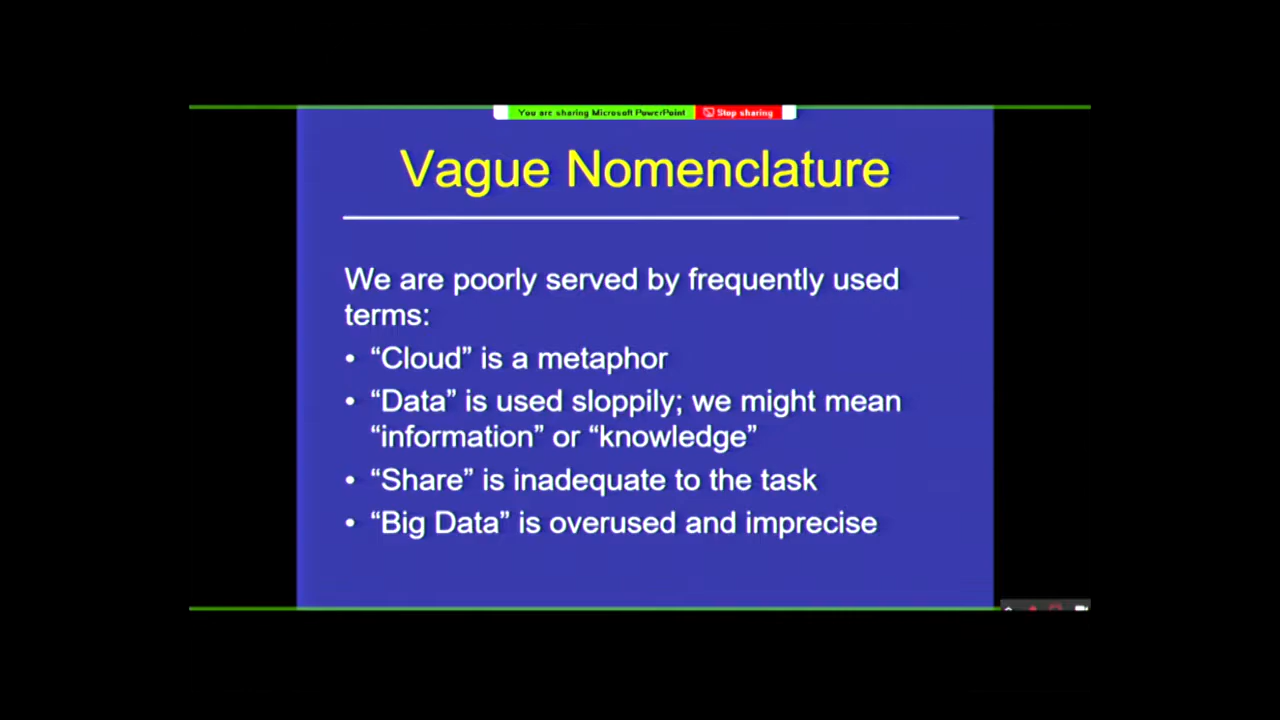 You are sharing Microsoft PowerPoint Stop sharing
Vague Nomenclature
We are poorly served by frequently used
terms:
• “Cloud” is a metaphor
• “Data” is used sloppily; we might mean
“information” or “knowledge”
• “Share” is inadequate to the task
• “Big Data” is overused and imprecise